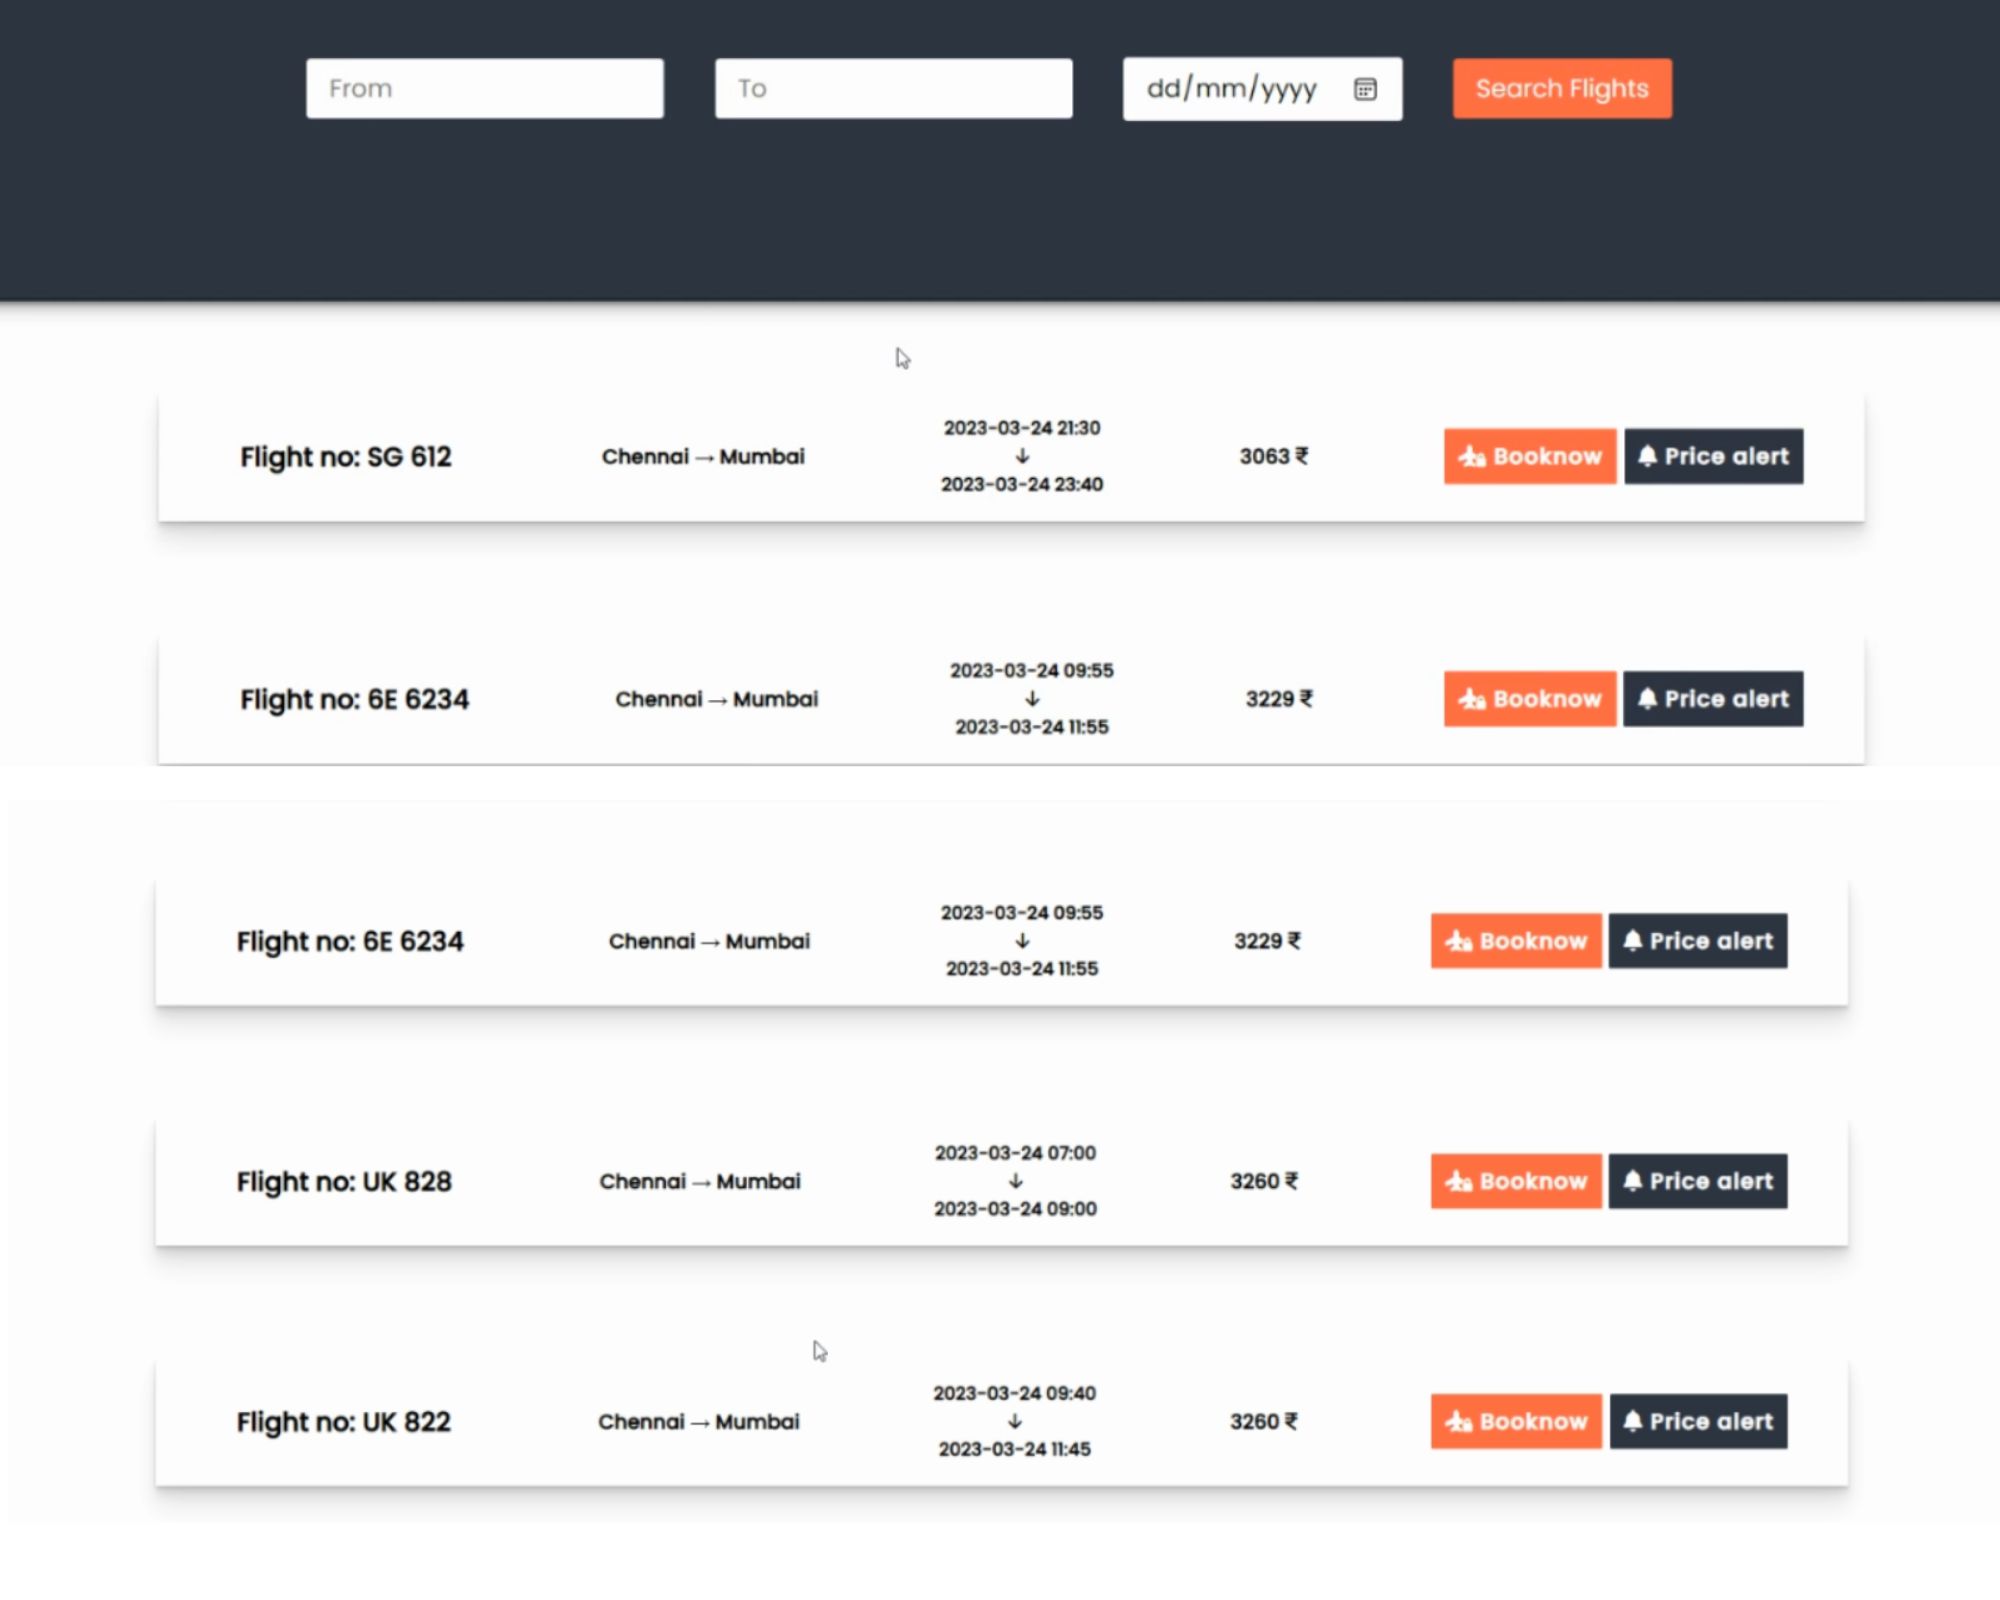 From To dd/mm/yyyy Search Flights
2023-03-24 21:30
Flight no: SG 612 Chennai → Mumbai ↓ 3063 ₹ Booknow Price alert
2023-03-24 23:40
2023-03-24 09:55
Flight no: 6E 6234 Chennai → Mumbai ↓ 3229 ₹ Booknow Price alert
2023-03-24 11:55
2023-03-24 09:55
Flight no: 6E 6234 Chennai → Mumbai ↓ 3229 ₹ Booknow Price alert
2023-03-24 11:55
2023-03-24 07:00
Flight no: UK 828 Chennai → Mumbai ↓ 3260 ₹ Booknow Price alert
2023-03-24 09:00
2023-03-24 09:40
Flight no: UK 822 Chennai → Mumbai ↓ 3260 ₹ Booknow Price alert
2023-03-24 11:45